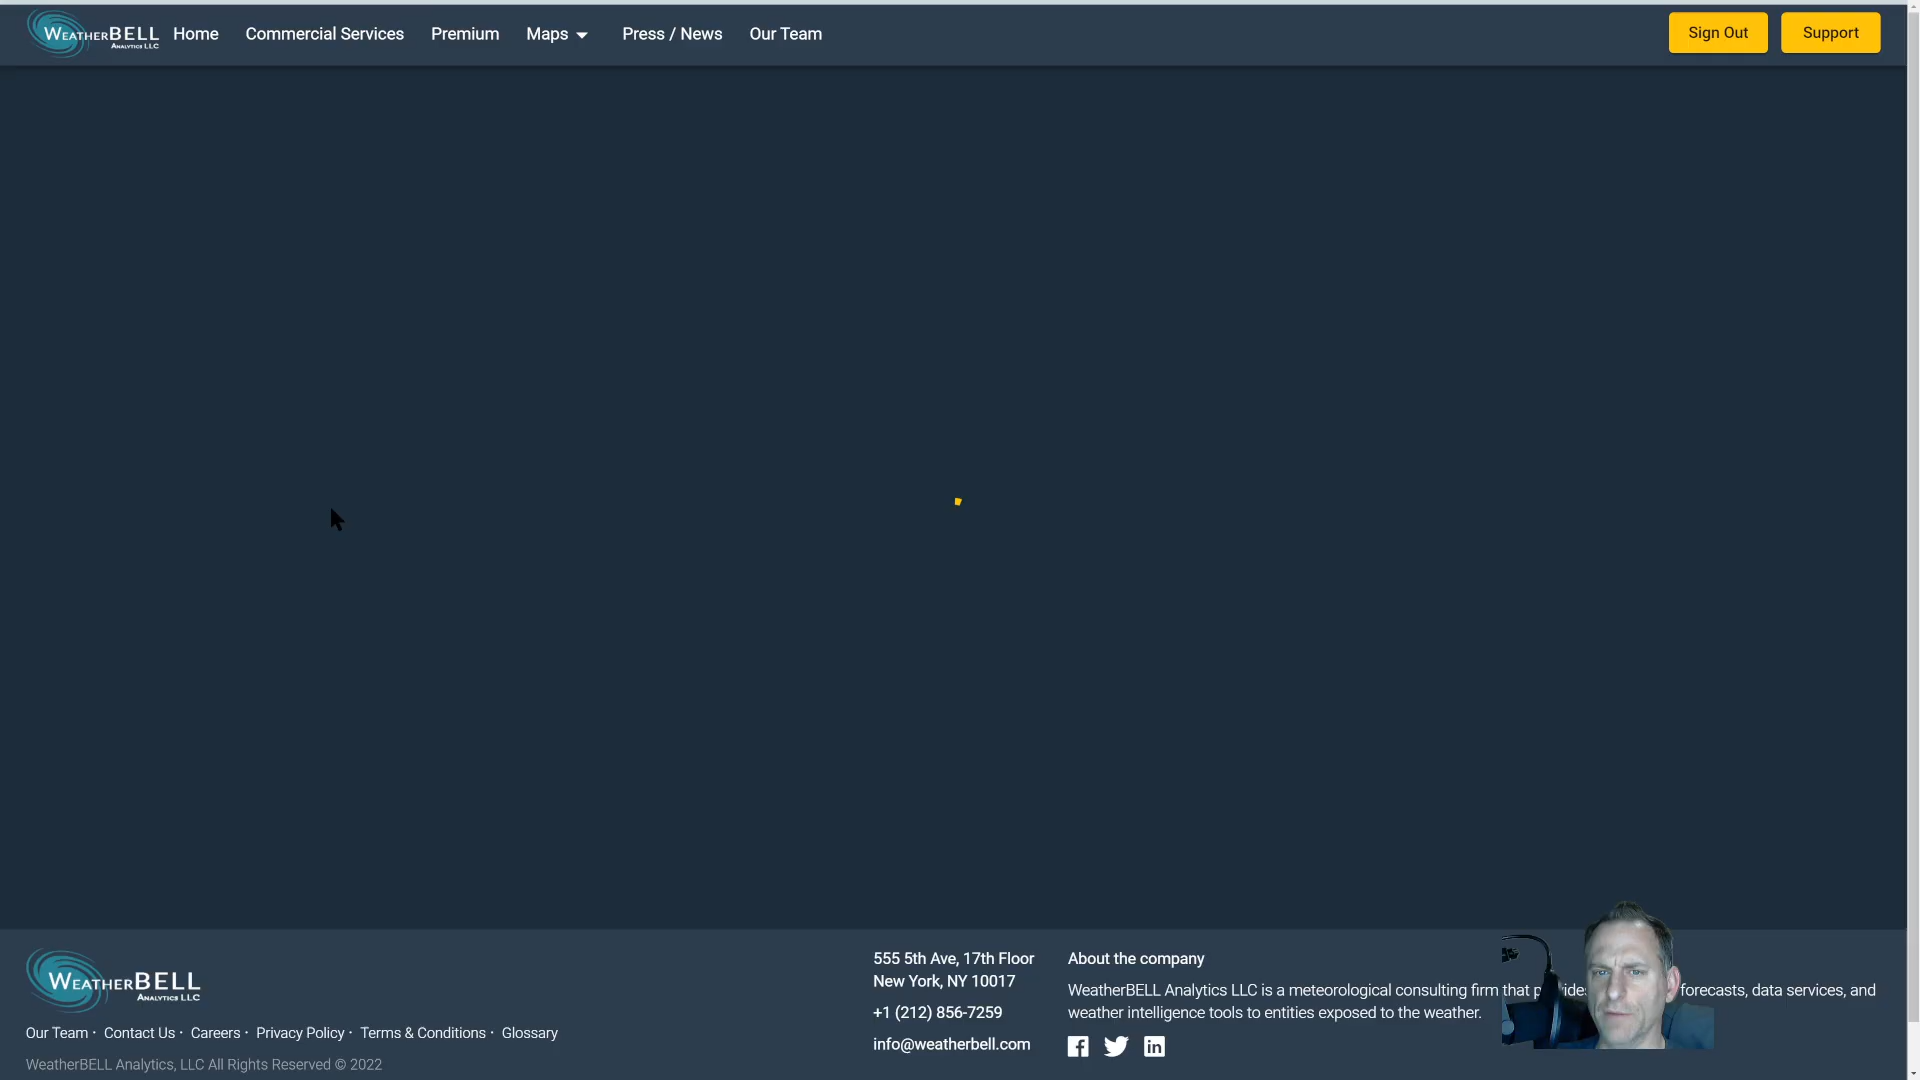 WEATHERBELL
ANALYTICS LLC
Home Commercial Services Premium Maps Press / News Our Team
Sign Out Support
WEATHERBELL
ANALYTICS LLC
Our Team · Contact Us · Careers · Privacy Policy · Terms & Conditions · Glossary
WeatherBELL Analytics, LLC All Rights Reserved © 2022
555 5th Ave, 17th Floor
New York, NY 10017
+1 (212) 856-7259
info@weatherbell.com
About the company
WeatherBELL Analytics LLC is a meteorological consulting firm that forecasts, data services, and
weather intelligence tools to entities exposed to the weather.